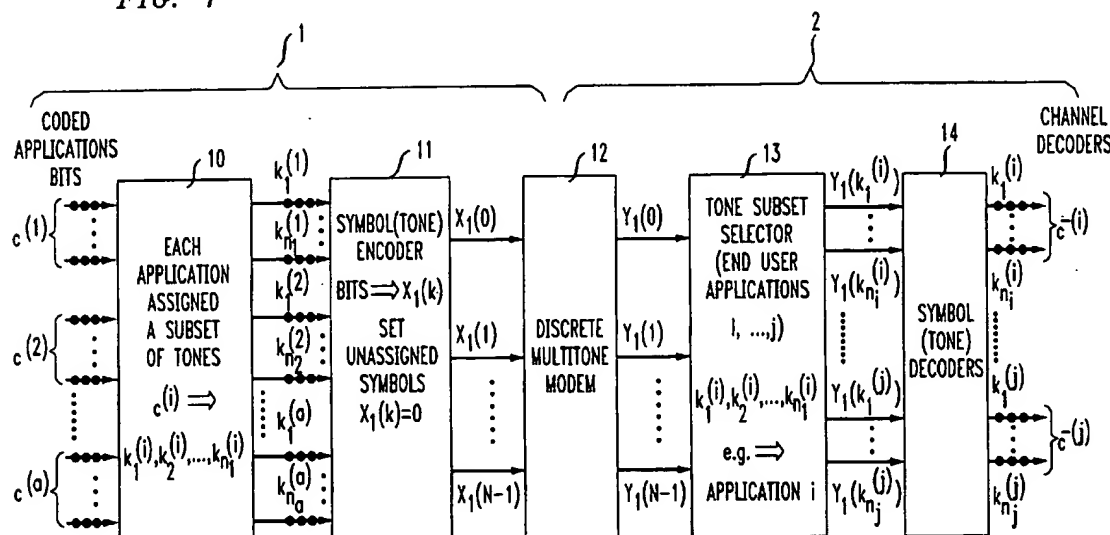 1
2
CODED
APPLICATIONS
BITS
CHANNEL
DECODERS
10
11
12
13
14
c(1)
c(2)
c(a)
EACH
APPLICATION
ASSIGNED
A SUBSET
OF TONES
c(i) ⇒
k1(i),k2(i),...,kn1(i)
k1(1)
kn1(1)
k1(2)
kn2(2)
k1(a)
kna(a)
SYMBOL(TONE)
ENCODER
BITS⇒X1(k)
SET
UNASSIGNED
SYMBOLS
X1(k)=0
X1(0)
X1(1)
X1(N-1)
DISCRETE
MULTITONE
MODEM
Y1(0)
Y1(1)
Y1(N-1)
TONE SUBSET
SELECTOR
(END USER
APPLICATIONS
i, ...,j)
k1(i),k2(i),...,kn1(i)
e.g. ⇒
APPLICATION i
Y1(k1(i))
Y1(kni(i))
Y1(k1(j))
Y1(knj(j))
SYMBOL
(TONE)
DECODERS
k1(i)
kni(i)
k1(j)
knj(j)
c̄(i)
c̄(j)